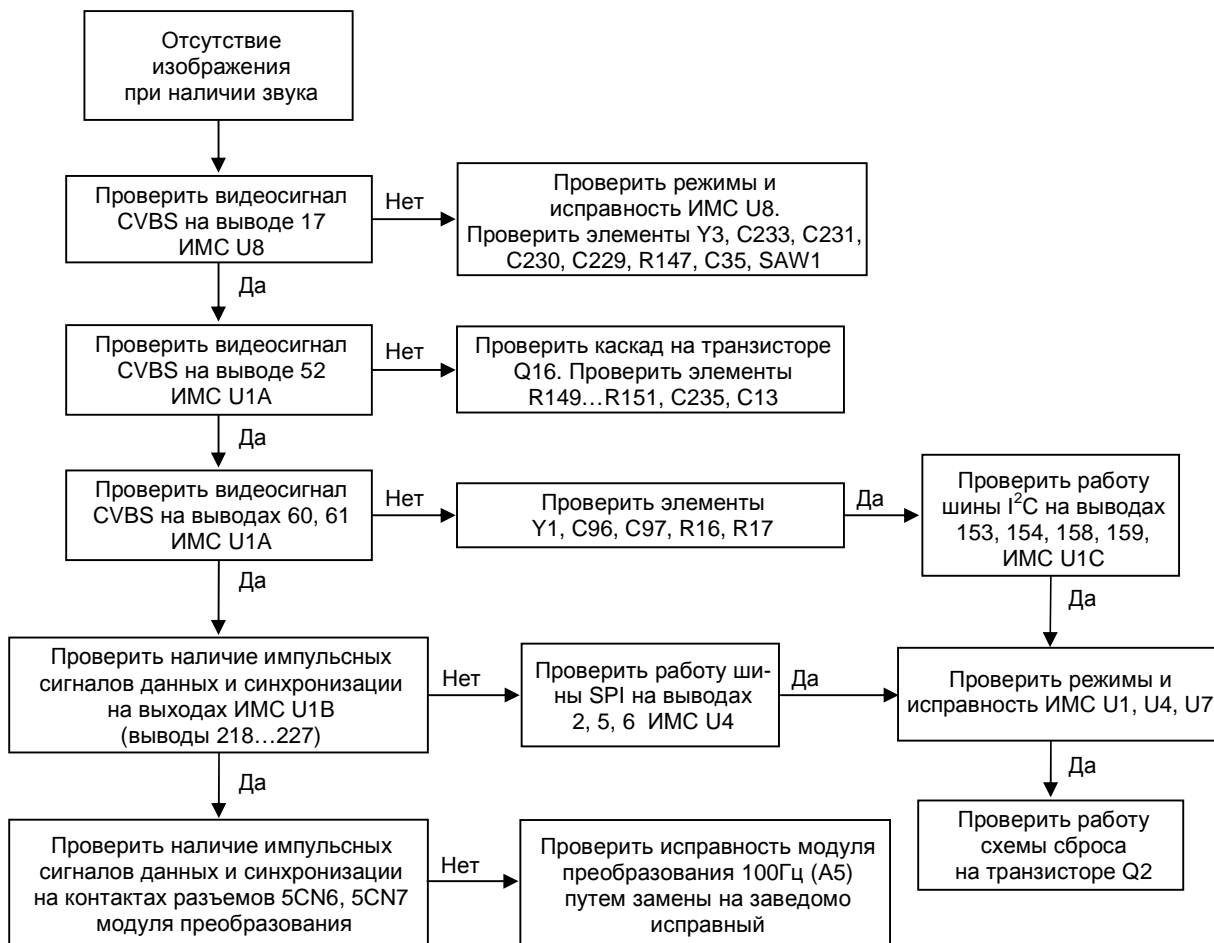 Отсутствие
изображения
при наличии звука
Проверить видеосигнал
CVBS на выводе 17
ИМС U8
Нет
Проверить режимы и
исправность ИМС U8.
Проверить элементы Y3, C233, C231,
C230, C229, R147, C35, SAW1
Да
Проверить видеосигнал
CVBS на выводе 52
ИМС U1A
Нет
Проверить каскад на транзисторе
Q16. Проверить элементы
R149…R151, C235, C13
Да
Проверить видеосигнал
CVBS на выводах 60, 61
ИМС U1A
Нет
Проверить элементы
Y1, C96, C97, R16, R17
Да
Проверить работу
шины I²C на выводах
153, 154, 158, 159,
ИМС U1C
Да
Да
Проверить наличие импульсных
сигналов данных и синхронизации
на выходах ИМС U1B
(выводы 218…227)
Нет
Проверить работу ши-
ны SPI на выводах
2, 5, 6 ИМС U4
Да
Проверить режимы и
исправность ИМС U1, U4, U7
Да
Да
Проверить наличие импульсных
сигналов данных и синхронизации
на контактах разъемов 5CN6, 5CN7
модуля преобразования
Нет
Проверить исправность модуля
преобразования 100Гц (А5)
путем замены на заведомо
исправный
Проверить работу
схемы сброса
на транзисторе Q2